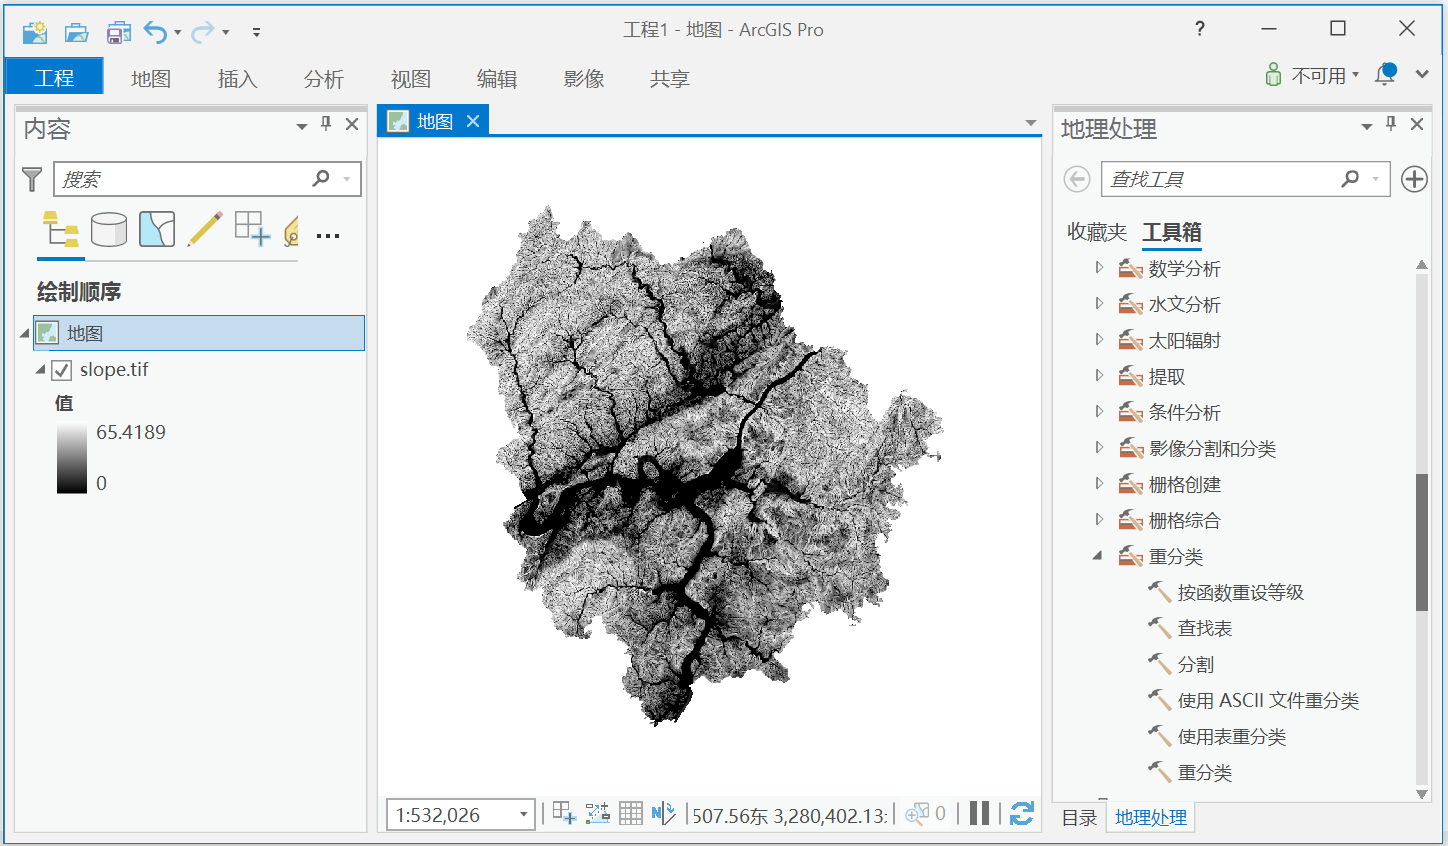 工程1 - 地图 - ArcGIS Pro
?
工程 地图 插入 分析 视图 编辑 影像 共享
不可用
内容
搜索
绘制顺序
地图
slope.tif
值
65.4189
0
地图
1:532,026
507.56东 3,280,402.13
0
地理处理
查找工具
收藏夹 工具箱
数学分析
水文分析
太阳辐射
提取
条件分析
影像分割和分类
栅格创建
栅格综合
重分类
按函数重设等级
查找表
分割
使用 ASCII 文件重分类
使用表重分类
重分类
目录 地理处理